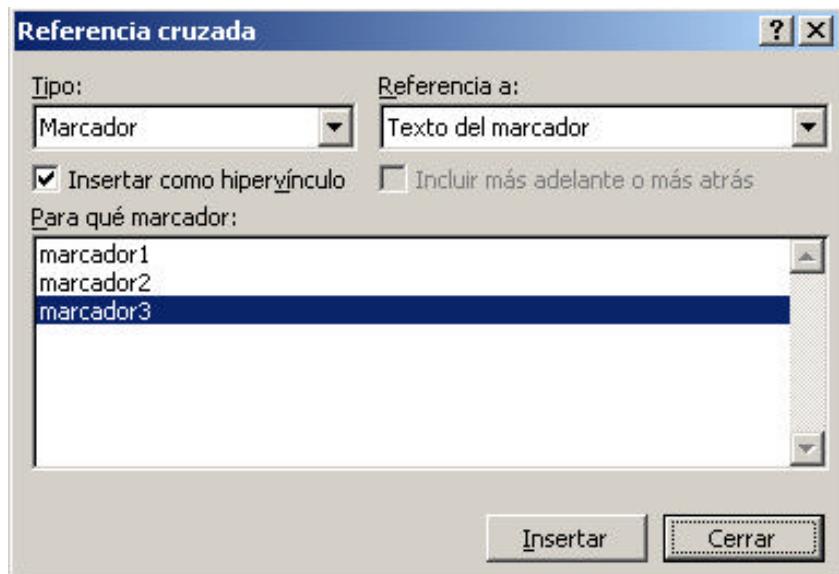 Referencia cruzada
Tipo: Referencia a:
Marcador Texto del marcador
Insertar como hipervínculo Incluir más adelante o más atrás
Para qué marcador:
marcador1
marcador2
marcador3
Insertar Cerrar